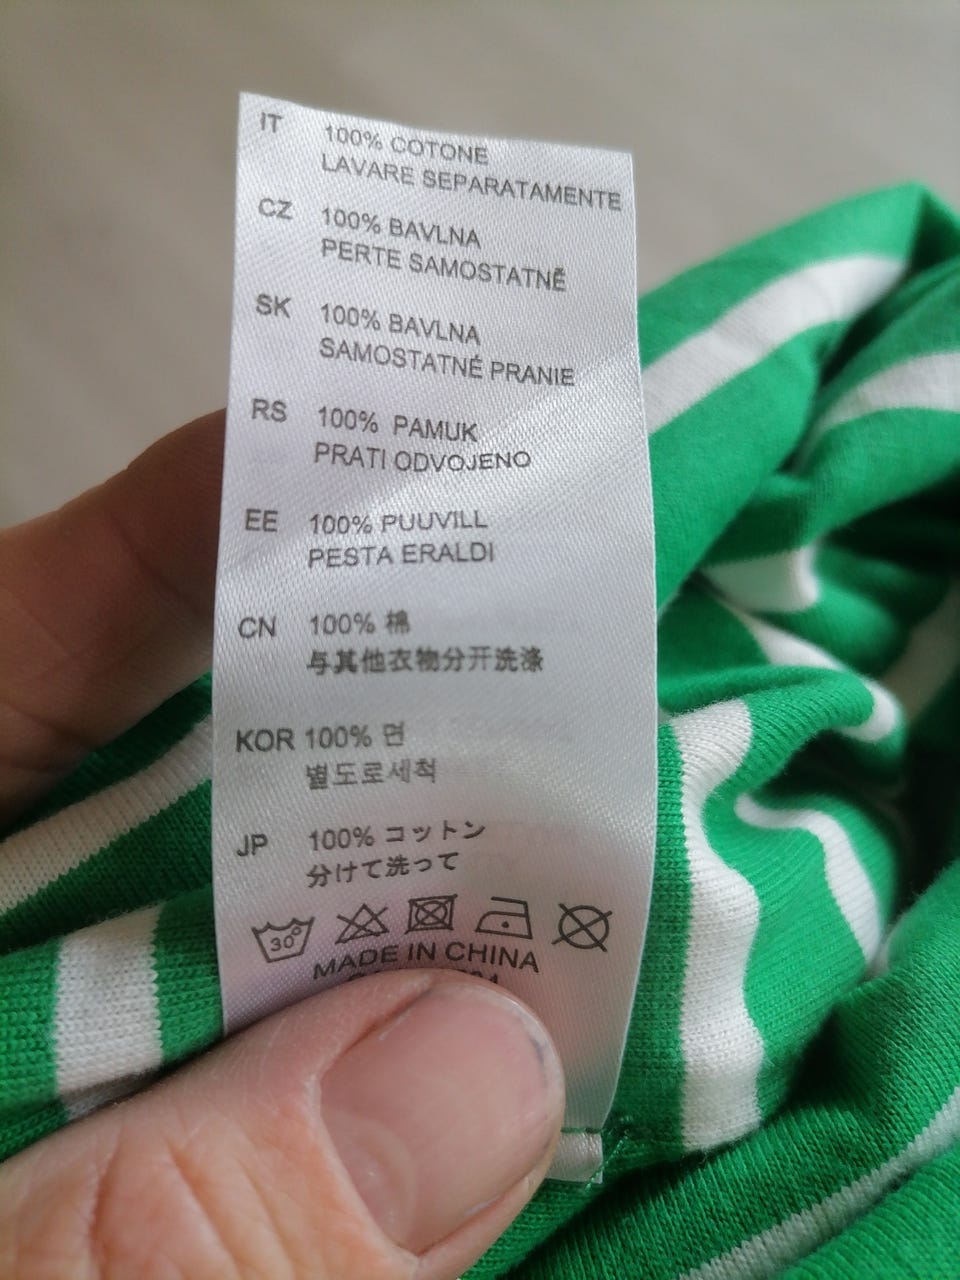 IT 100% COTONE
LAVARE SEPARATAMENTE
CZ 100% BAVLNA
PERTE SAMOSTATNĚ
SK 100% BAVLNA
SAMOSTATNÉ PRANIE
RS 100% PAMUK
PRATI ODVOJENO
EE 100% PUUVILL
PESTA ERALDI
CN 100% 棉
与其他衣物分开洗涤
KOR 100% 면
별도로세척
JP 100% コットン
分けて洗って
30°
MADE IN CHINA